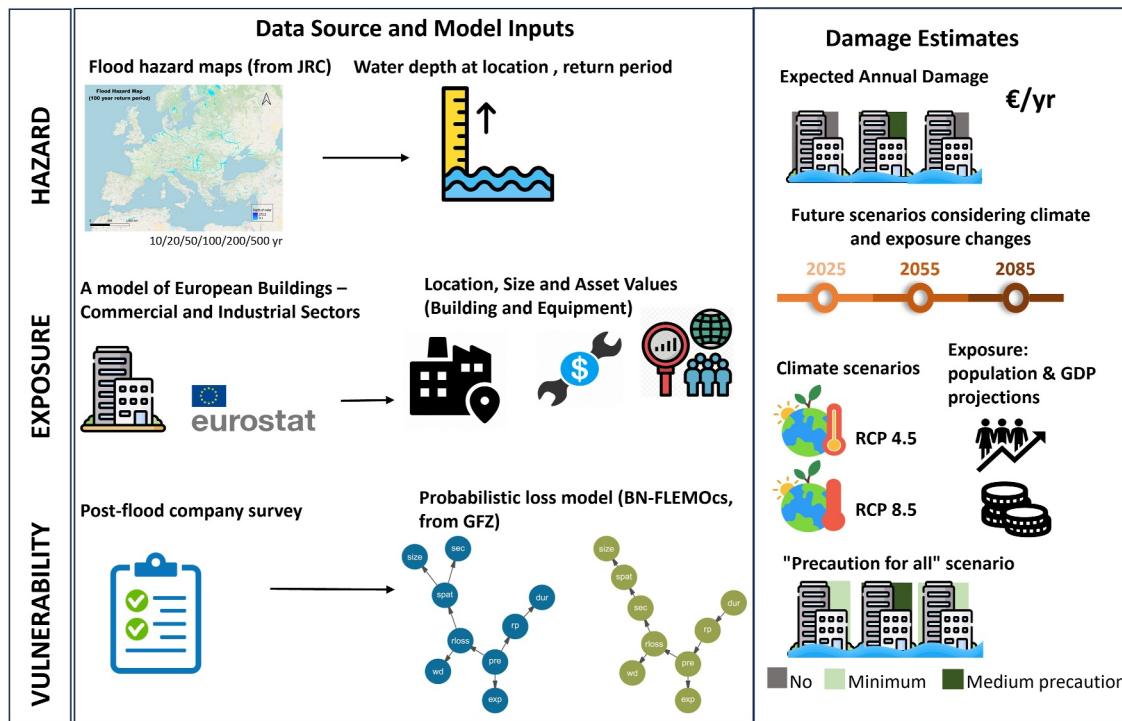 Data Source and Model Inputs
HAZARD
Flood hazard maps (from JRC)
Flood Hazard Map
(100 year return period)
10/20/50/100/200/500 yr
Water depth at location , return period
EXPOSURE
A model of European Buildings –
Commercial and Industrial Sectors
eurostat
Location, Size and Asset Values
(Building and Equipment)
$
VULNERABILITY
Post-flood company survey
Probabilistic loss model (BN-FLEMOcs,
from GFZ)
size
sec
spat
dur
rp
rloss
wd
pre
exp
size
spat
sec
dur
rp
rloss
wd
pre
exp
Damage Estimates
Expected Annual Damage
€/yr
Future scenarios considering climate
and exposure changes
2025
2055
2085
Climate scenarios
RCP 4.5
RCP 8.5
Exposure:
population & GDP
projections
"Precaution for all" scenario
No
Minimum
Medium precaution